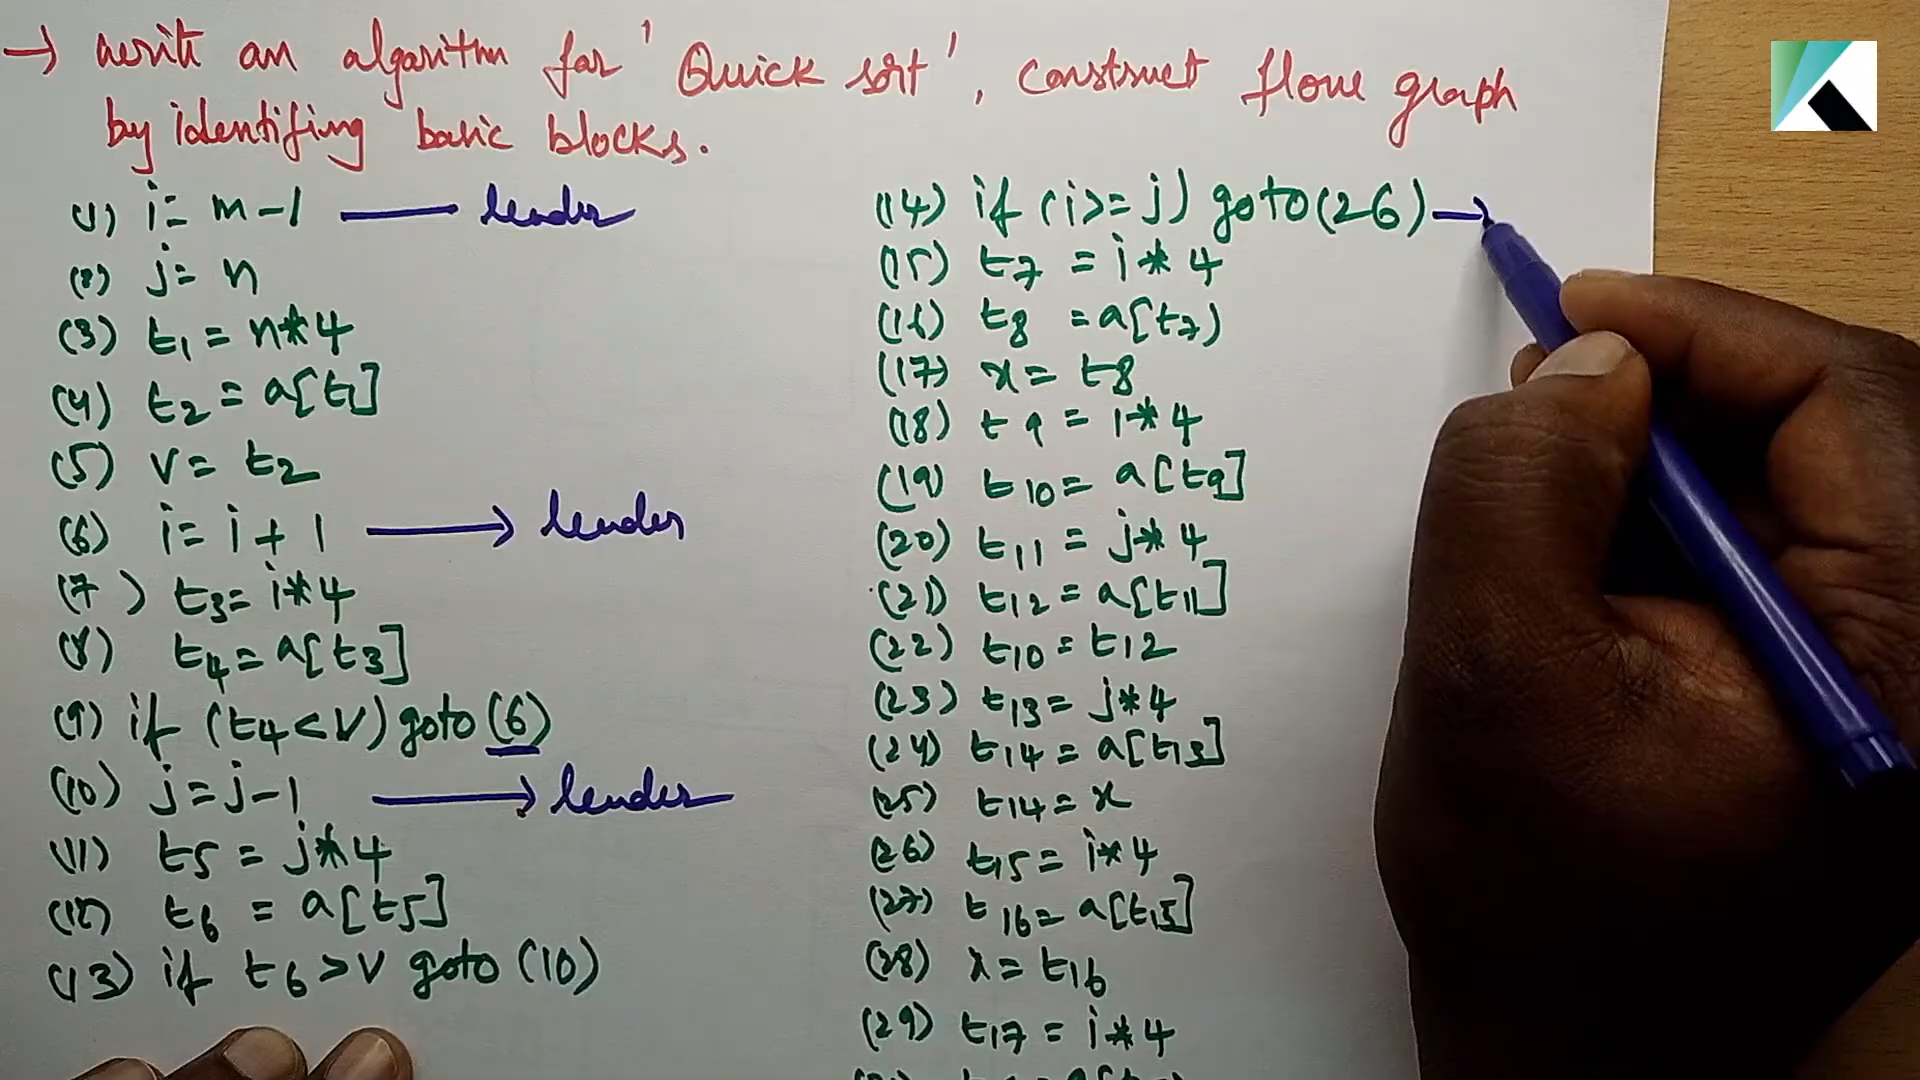 → write an algorithm for 'Quick sort', construct flow graph
by identifing basic blocks.
(1) i= m-1 —— leader
(2) j= n
(3) t1 = n*4
(4) t2 = a[t1]
(5) v= t2
(6) i= i + 1 → leader
(7) t3= i*4
(8) t4= a[t3]
(9) if (t4<v) goto (6)
(10) j=j-1 → leader
(11) t5 = j*4
(12) t6 = a[t5]
(13) if t6>v goto (10)
(14) if (i>=j) goto(26) →
(15) t7 = i*4
(16) t8 =a[t7)
(17) x= t8
(18) t9 = i*4
(19) t10= a[t9]
(20) t11 = j*4
(21) t12= a[t11]
(22) t10=t12
(23) t13= j*4
(24) t14= a[t13]
(25) t14=x
(26) t15= i*4
(27) t16= a[t15]
(28) x= t16
(29) t17 = i*4